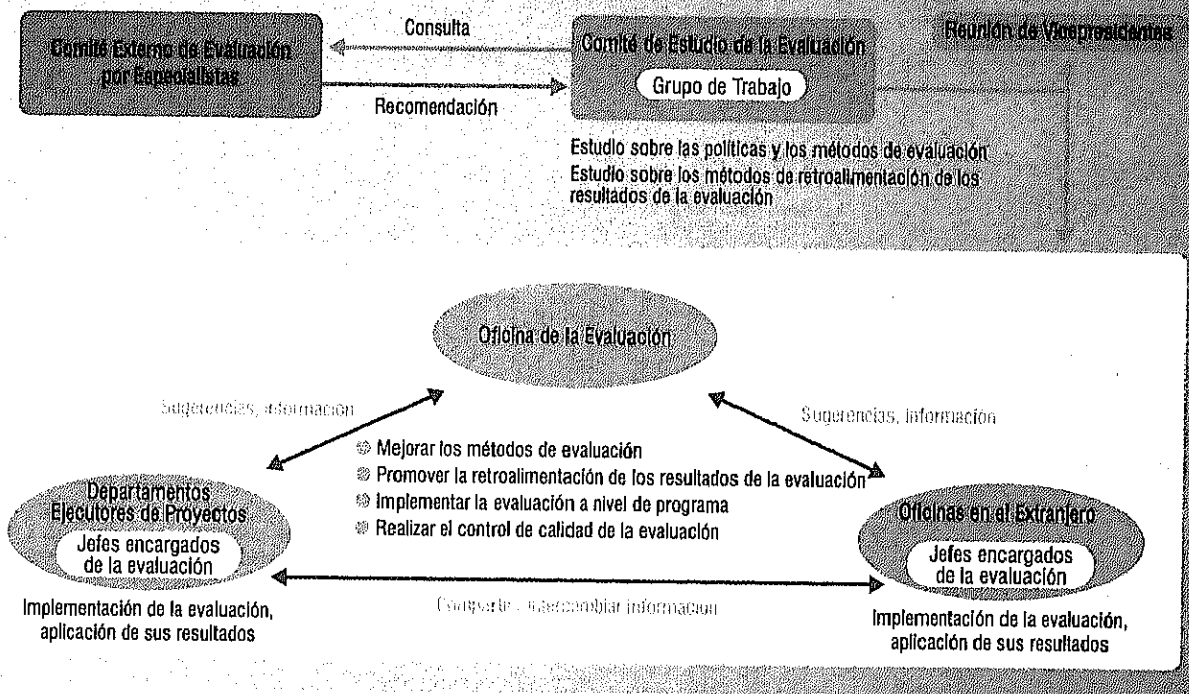 Comité Externo de Evaluación
por Especialistas
Consulta
Recomendación
Comité de Estudio de la Evaluación
Grupo de Trabajo
Reunión de Vicepresidentes
Estudio sobre las políticas y los métodos de evaluación
Estudio sobre los métodos de retroalimentación de los
resultados de la evaluación
Oficina de la Evaluación
Sugerencias, información
Sugerencias, información
Mejorar los métodos de evaluación
Promover la retroalimentación de los resultados de la evaluación
Implementar la evaluación a nivel de programa
Realizar el control de calidad de la evaluación
Departamentos
Ejecutores de Proyectos
Jefes encargados
de la evaluación
Implementación de la evaluación,
aplicación de sus resultados
Oficinas en el Extranjero
Jefes encargados
de la evaluación
Implementación de la evaluación,
aplicación de sus resultados
Compartir, intercambiar información